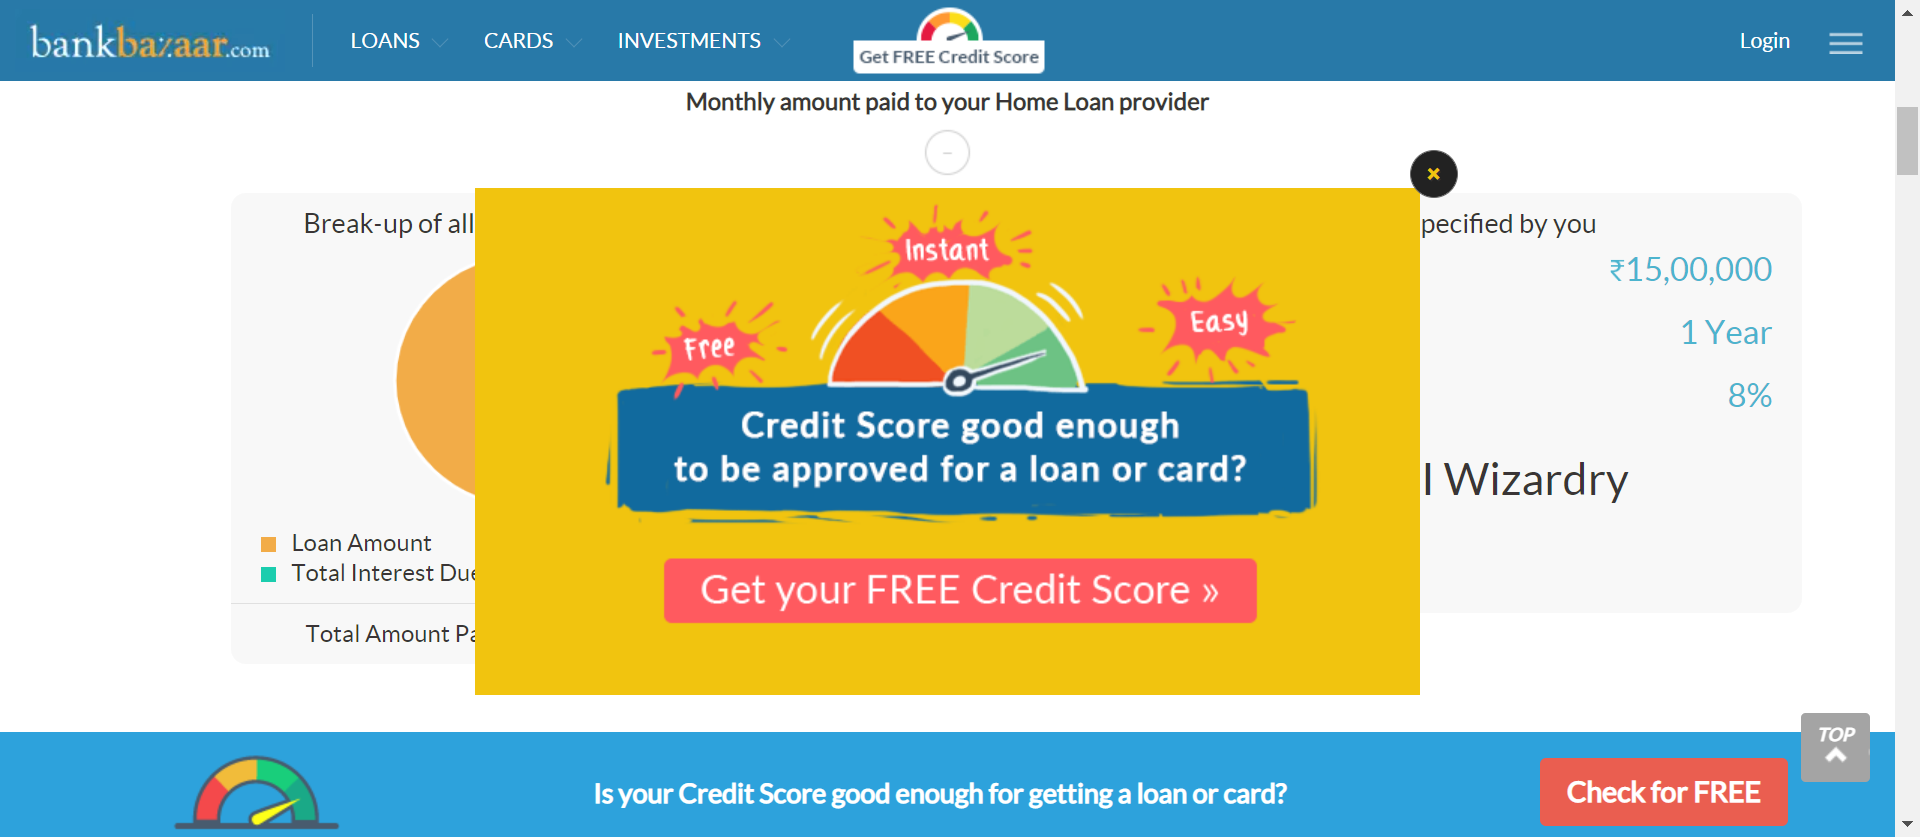 bankbazaar.com
LOANS
CARDS
INVESTMENTS
Get FREE Credit Score
Login
Monthly amount paid to your Home Loan provider
-
Break-up of all
pecified by you
₹15,00,000
1 Year
8%
l Wizardry
Loan Amount
Total Interest Due
Total Amount Pa
Instant
Free
Easy
Credit Score good enough
to be approved for a loan or card?
Get your FREE Credit Score »
TOP
Is your Credit Score good enough for getting a loan or card?
Check for FREE